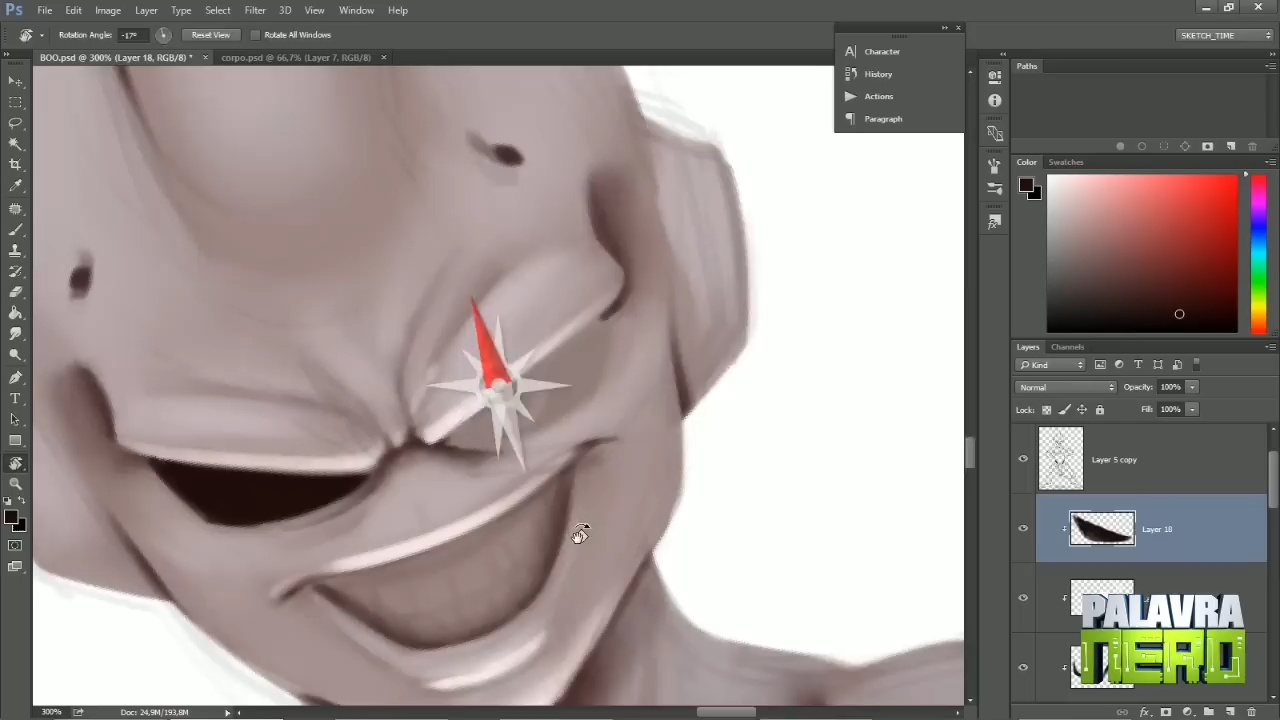 Ps File Edit Image Layer Type Select Filter 3D View Window Help
Rotation Angle: -17° Reset View Rotate All Windows SKETCH_TIME
BOO.psd @ 300% (Layer 18, RGB/8) * × corpo.psd @ 66,7% (Layer 7, RGB/8) ×
Character
History
Actions
Paragraph
Paths
Color Swatches
Layers Channels
Kind
Normal Opacity: 100%
Lock: Fill: 100%
Layer 5 copy
Layer 18
PALAVRA
NERD
300% Doc: 24,9M/193,8M